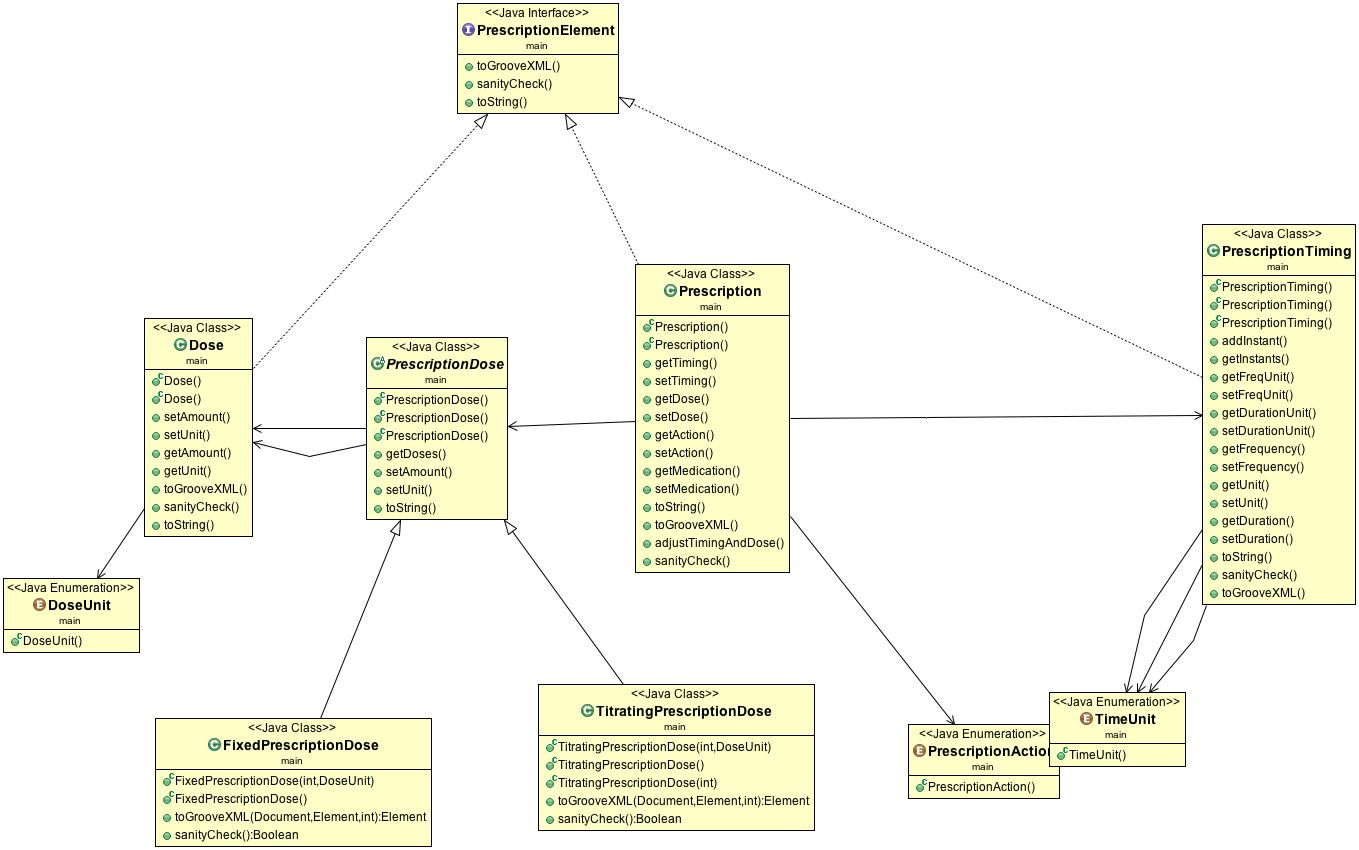 <<Java Interface>>
PrescriptionElement
main
toGrooveXML()
sanityCheck()
toString()
<<Java Class>>
PrescriptionTiming
main
PrescriptionTiming()
PrescriptionTiming()
PrescriptionTiming()
addInstant()
getInstants()
getFreqUnit()
setFreqUnit()
getDurationUnit()
setDurationUnit()
getFrequency()
setFrequency()
getUnit()
setUnit()
getDuration()
setDuration()
toString()
sanityCheck()
toGrooveXML()
<<Java Class>>
Prescription
main
Prescription()
Prescription()
getTiming()
setTiming()
getDose()
setDose()
getAction()
setAction()
getMedication()
setMedication()
toString()
toGrooveXML()
adjustTimingAndDose()
sanityCheck()
<<Java Class>>
Dose
main
Dose()
Dose()
setAmount()
setUnit()
getAmount()
getUnit()
toGrooveXML()
sanityCheck()
toString()
<<Java Class>>
PrescriptionDose
main
PrescriptionDose()
PrescriptionDose()
PrescriptionDose()
getDoses()
setAmount()
setUnit()
toString()
<<Java Enumeration>>
DoseUnit
main
DoseUnit()
<<Java Class>>
FixedPrescriptionDose
main
FixedPrescriptionDose(int,DoseUnit)
FixedPrescriptionDose()
toGrooveXML(Document,Element,int):Element
sanityCheck():Boolean
<<Java Class>>
TitratingPrescriptionDose
main
TitratingPrescriptionDose(int,DoseUnit)
TitratingPrescriptionDose()
TitratingPrescriptionDose(int)
toGrooveXML(Document,Element,int):Element
sanityCheck():Boolean
<<Java Enumeration>>
PrescriptionAction
main
PrescriptionAction()
<<Java Enumeration>>
TimeUnit
main
TimeUnit()